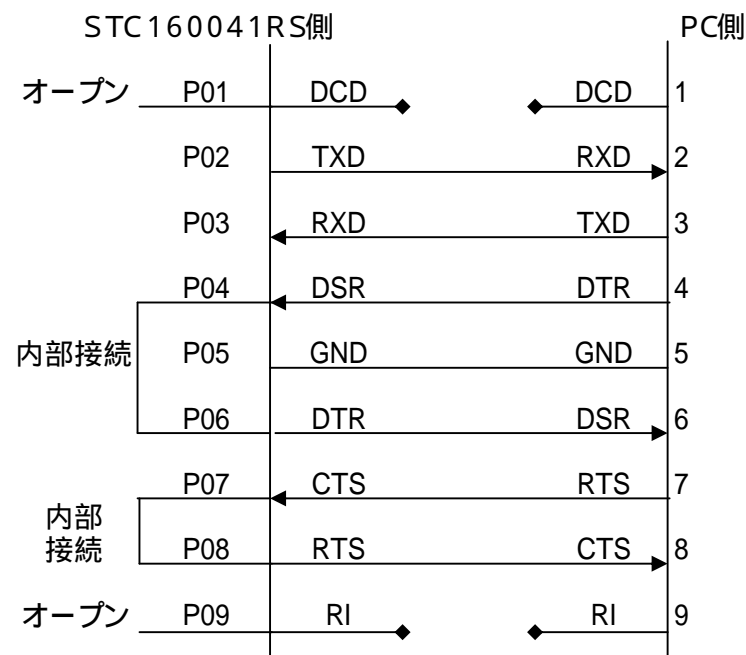 STC160041RS側 PC側
オープン P01 DCD DCD 1
P02 TXD RXD 2
P03 RXD TXD 3
P04 DSR DTR 4
内部接続 P05 GND GND 5
P06 DTR DSR 6
P07 CTS RTS 7
内部
接続 P08 RTS CTS 8
オープン P09 RI RI 9